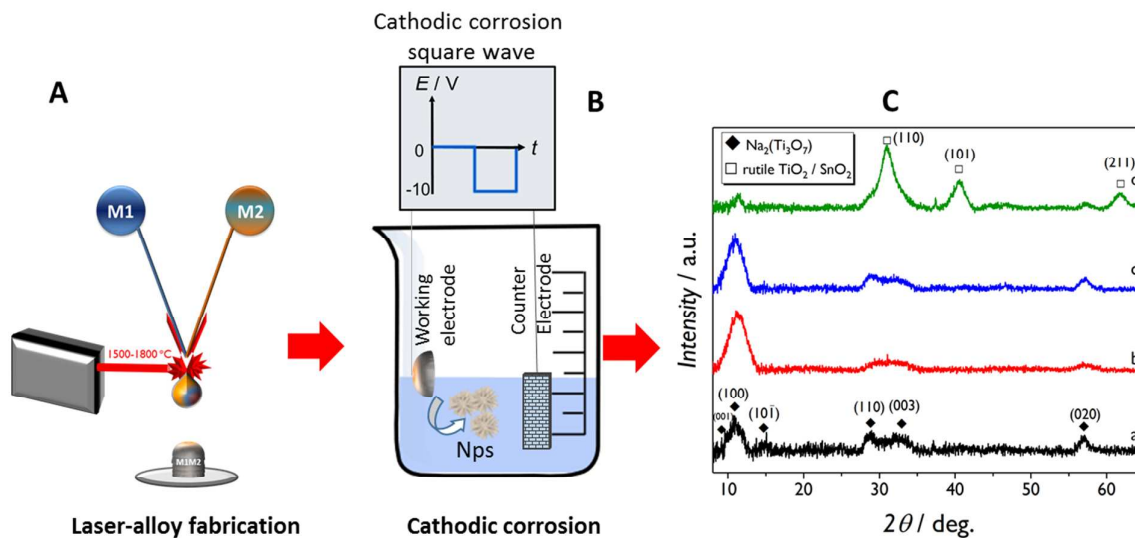 A
M1
M2
1500-1800 °C
M1M2
Laser-alloy fabrication
Cathodic corrosion
square wave
E / V
0
-10
t
B
Working
electrode
Counter
Electrode
Nps
Cathodic corrosion
C
◆ Na₂(Ti₃O₇)
□ rutile TiO₂ / SnO₂
(110)
(101)
(211)
(100)
(001)
(101̄)
(110)
(003)
(020)
b
a
Intensity / a.u.
10
20
30
40
50
60
2θ / deg.